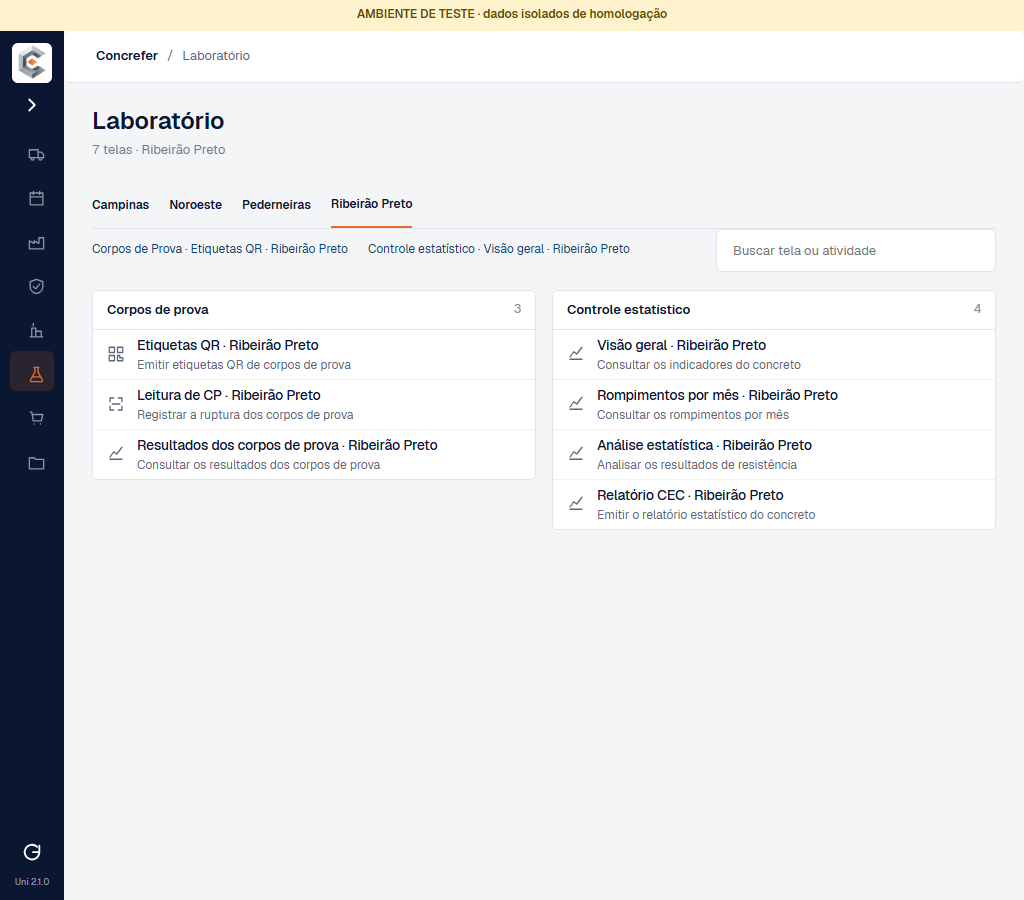 AMBIENTE DE TESTE · dados isolados de homologação
Concrefer / Laboratório
Laboratório
7 telas · Ribeirão Preto
Campinas Noroeste Pederneiras Ribeirão Preto
Corpos de Prova · Etiquetas QR · Ribeirão Preto Controle estatístico · Visão geral · Ribeirão Preto
Buscar tela ou atividade
Corpos de prova 3
Etiquetas QR · Ribeirão Preto
Emitir etiquetas QR de corpos de prova
Leitura de CP · Ribeirão Preto
Registrar a ruptura dos corpos de prova
Resultados dos corpos de prova · Ribeirão Preto
Consultar os resultados dos corpos de prova
Controle estatístico 4
Visão geral · Ribeirão Preto
Consultar os indicadores do concreto
Rompimentos por mês · Ribeirão Preto
Consultar os rompimentos por mês
Análise estatística · Ribeirão Preto
Analisar os resultados de resistência
Relatório CEC · Ribeirão Preto
Emitir o relatório estatístico do concreto
Uni 2.1.0